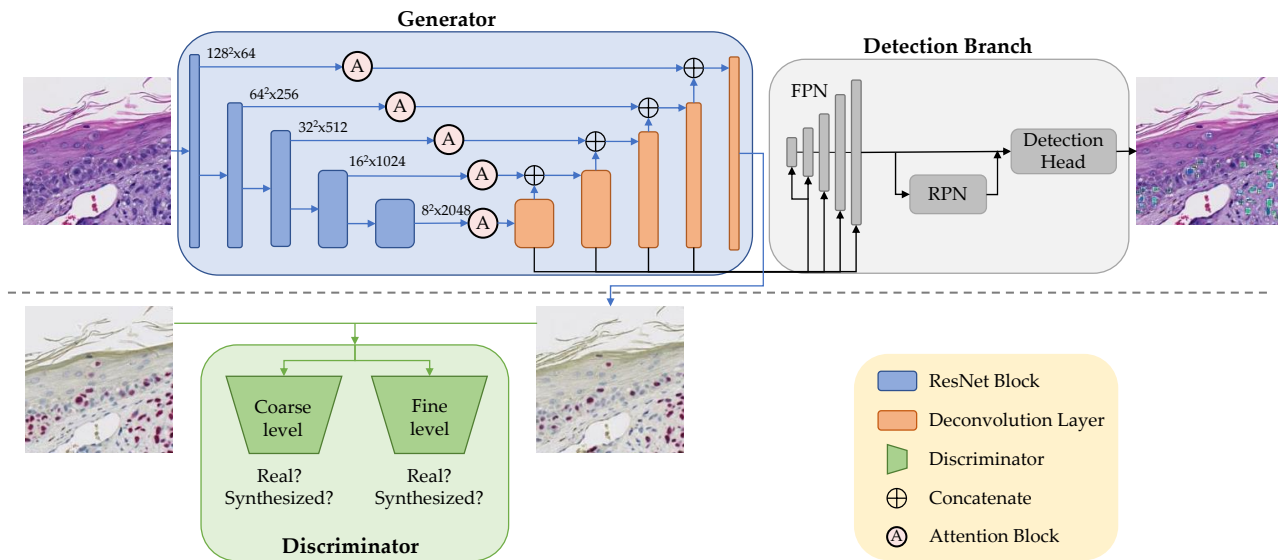 Generator
128²x64
A
64²x256
A
32²x512
A
16²x1024
A
8²x2048
A
Detection Branch
FPN
RPN
Detection
Head
Coarse
level
Fine
level
Real?
Synthesized?
Real?
Synthesized?
Discriminator
ResNet Block
Deconvolution Layer
Discriminator
Concatenate
A
Attention Block